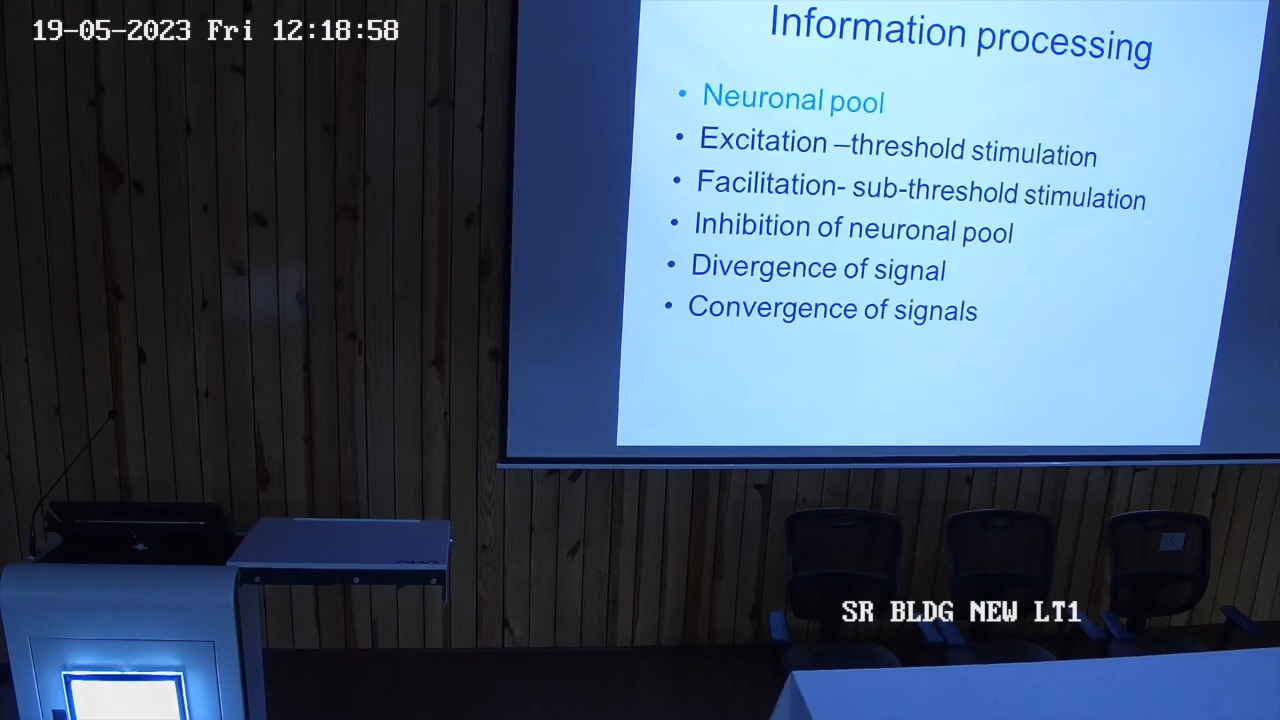 19-05-2023 Fri 12:18:58
Information processing
• Neuronal pool
• Excitation –threshold stimulation
• Facilitation- sub-threshold stimulation
• Inhibition of neuronal pool
• Divergence of signal
• Convergence of signals
SR BLDG NEW LT1